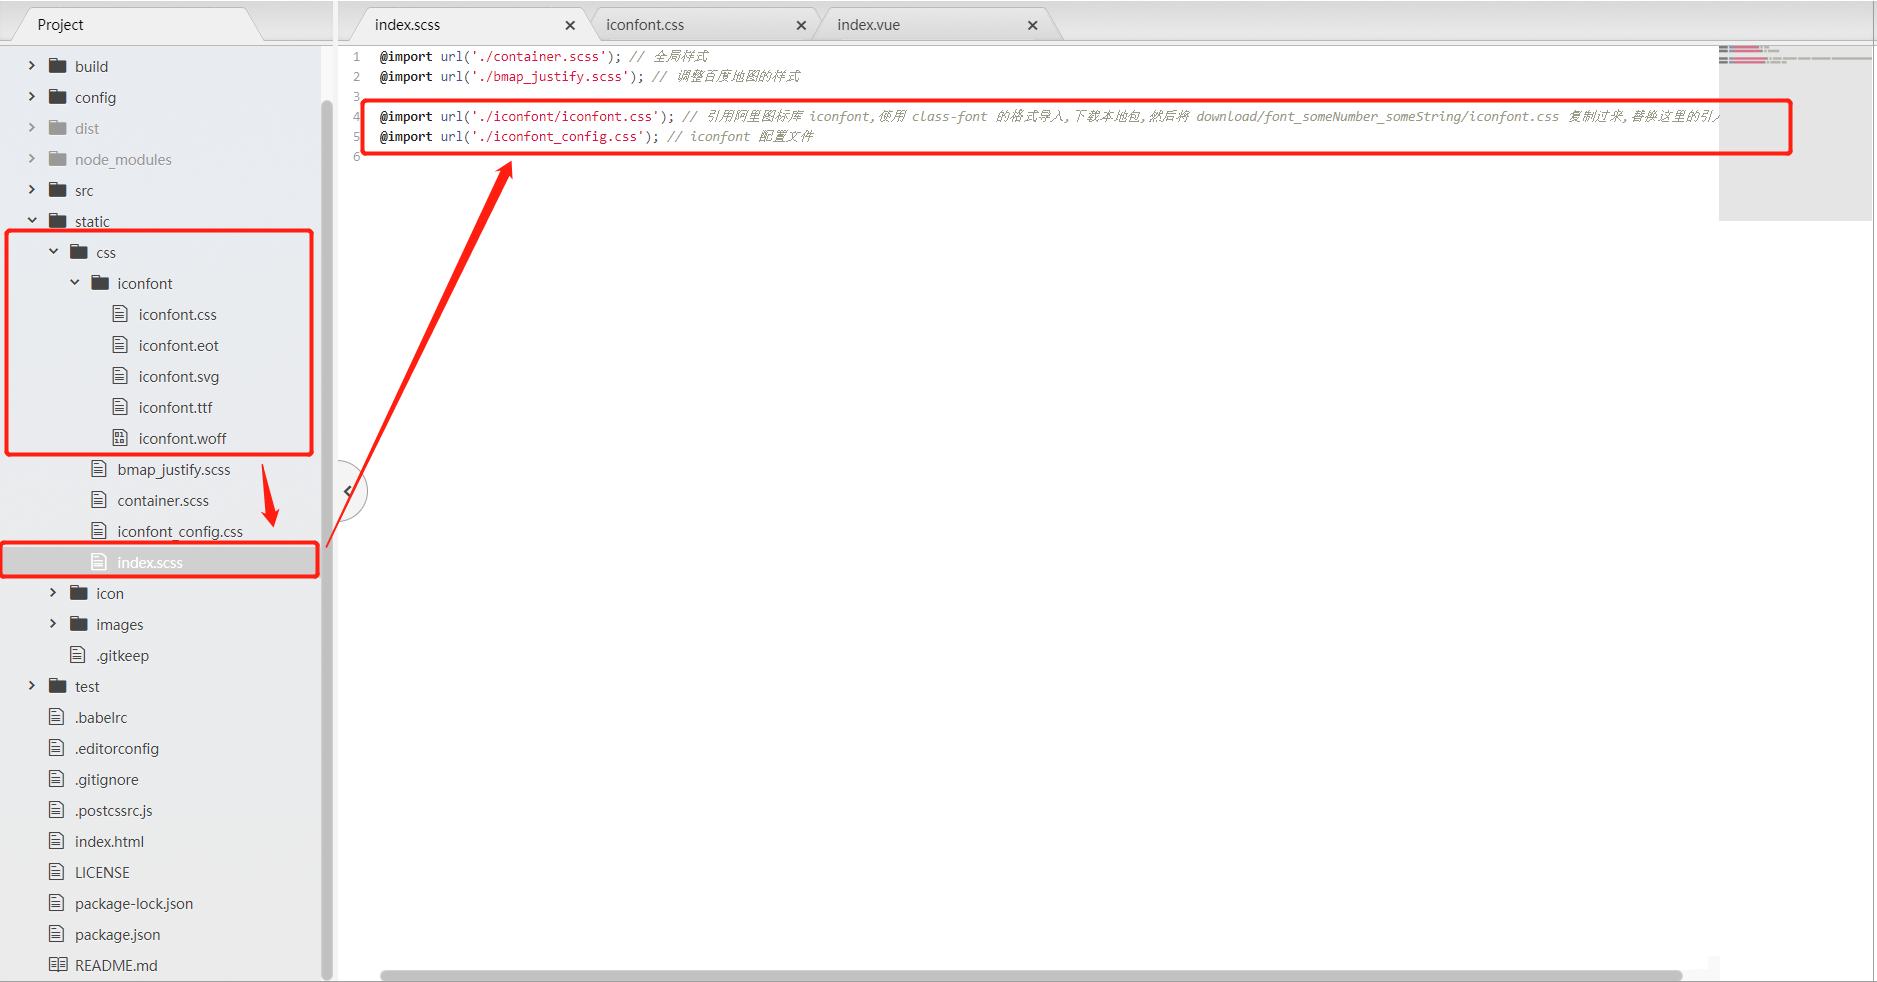 Project
build
config
dist
node_modules
src
static
css
iconfont
iconfont.css
iconfont.eot
iconfont.svg
iconfont.ttf
iconfont.woff
bmap_justify.scss
container.scss
iconfont_config.css
index.scss
icon
images
.gitkeep
test
.babelrc
.editorconfig
.gitignore
.postcssrc.js
index.html
LICENSE
package-lock.json
package.json
README.md
index.scss
iconfont.css
index.vue
1 @import url('./container.scss'); // 全局样式
2 @import url('./bmap_justify.scss'); // 调整百度地图的样式
3
4 @import url('./iconfont/iconfont.css'); // 引用阿里图标库 iconfont,使用 class-font 的格式导入,下载本地包,然后将 download/font_someNumber_someString/iconfont.css 复制过来,替换这里的引入
5 @import url('./iconfont_config.css'); // iconfont 配置文件
6